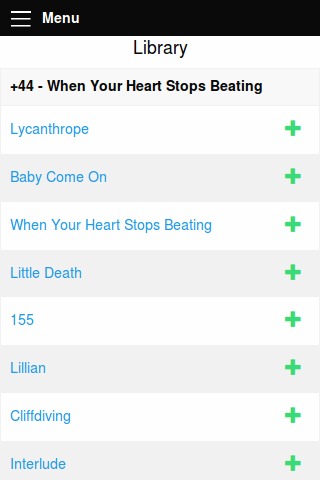 Menu
Library
+44 - When Your Heart Stops Beating
Lycanthrope
Baby Come On
When Your Heart Stops Beating
Little Death
155
Lillian
Cliffdiving
Interlude